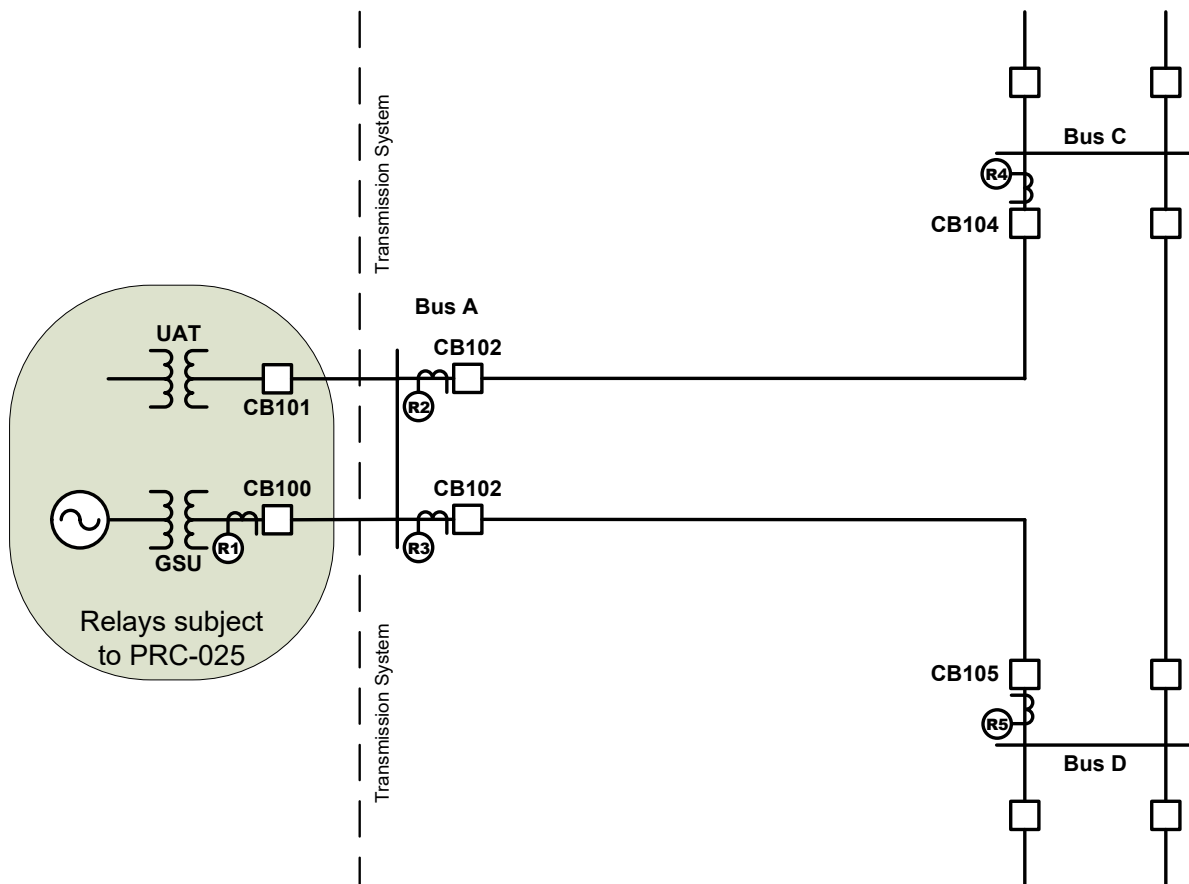 Transmission System
Bus C
R4
CB104
Bus A
UAT
CB102
CB101
R2
CB100
CB102
R1
R3
GSU
Relays subject
to PRC-025
Transmission System
CB105
R5
Bus D